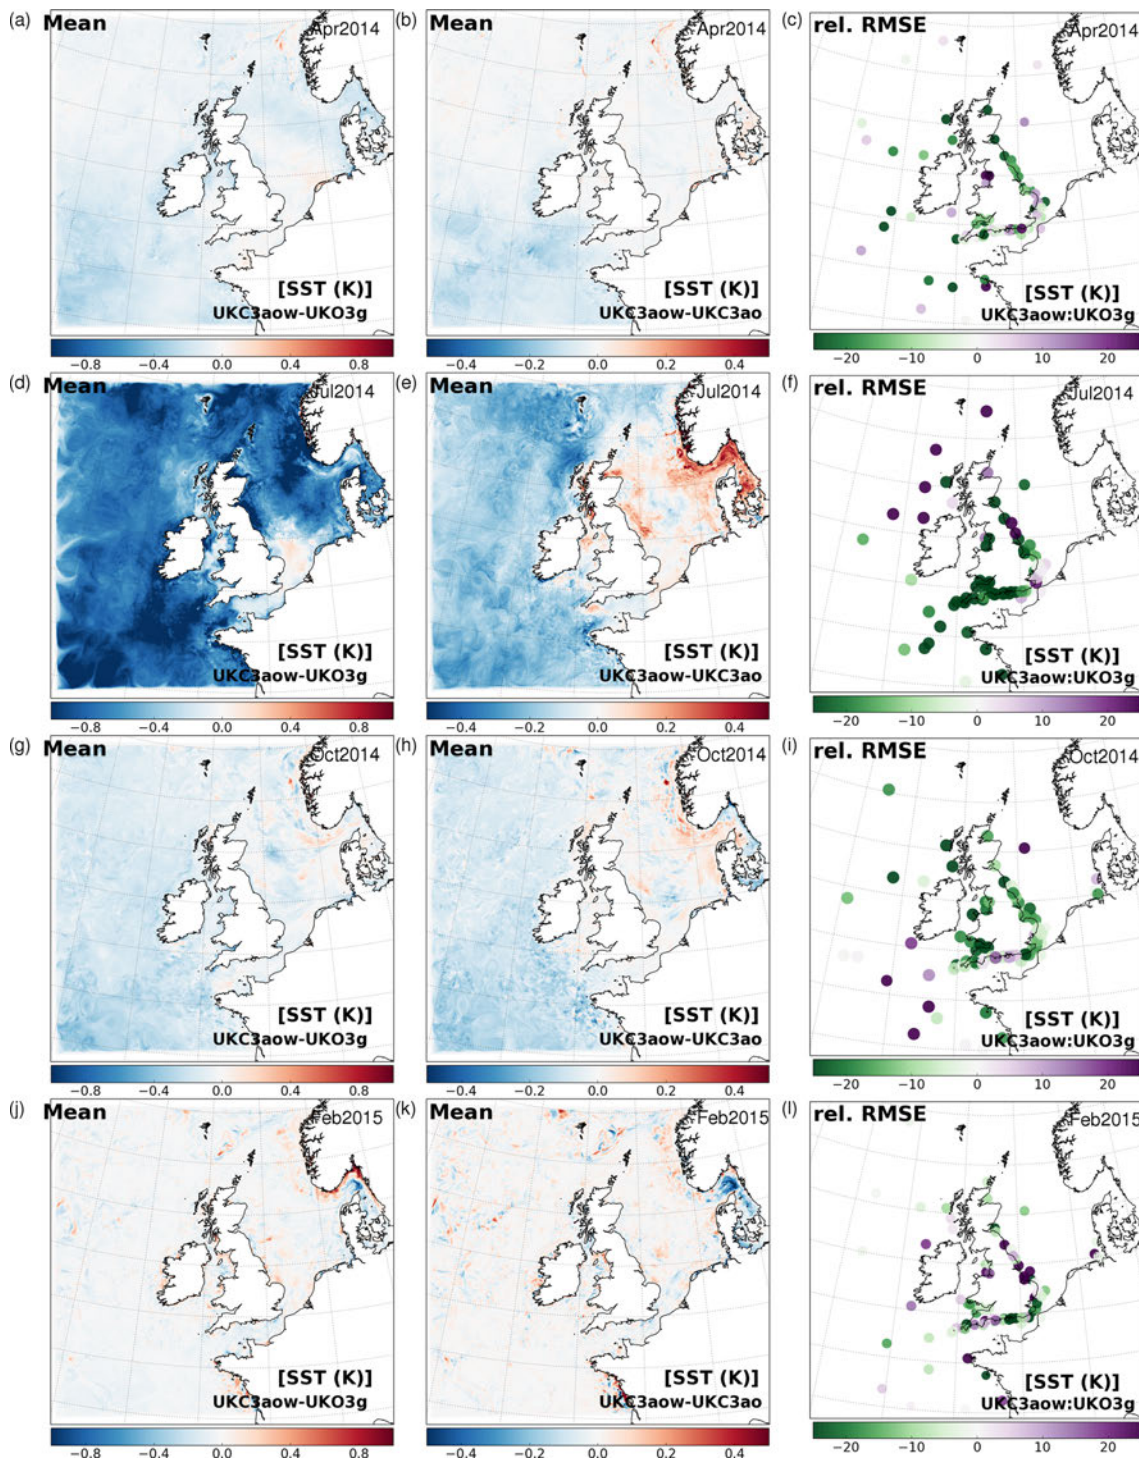 (a) Mean Apr2014
[SST (K)]
UKC3aow-UKO3g
−0.8 −0.4 0.0 0.4 0.8
(b) Mean Apr2014
[SST (K)]
UKC3aow-UKC3ao
−0.4 −0.2 0.0 0.2 0.4
(c) rel. RMSE Apr2014
[SST (K)]
UKC3aow:UKO3g
−20 −10 0 10 20
(d) Mean Jul2014
[SST (K)]
UKC3aow-UKO3g
−0.8 −0.4 0.0 0.4 0.8
(e) Mean Jul2014
[SST (K)]
UKC3aow-UKC3ao
−0.4 −0.2 0.0 0.2 0.4
(f) rel. RMSE Jul2014
[SST (K)]
UKC3aow:UKO3g
−20 −10 0 10 20
(g) Mean Oct2014
[SST (K)]
UKC3aow-UKO3g
−0.8 −0.4 0.0 0.4 0.8
(h) Mean Oct2014
[SST (K)]
UKC3aow-UKC3ao
−0.4 −0.2 0.0 0.2 0.4
(i) rel. RMSE Oct2014
[SST (K)]
UKC3aow:UKO3g
−20 −10 0 10 20
(j) Mean Feb2015
[SST (K)]
UKC3aow-UKO3g
−0.8 −0.4 0.0 0.4 0.8
(k) Mean Feb2015
[SST (K)]
UKC3aow-UKC3ao
−0.4 −0.2 0.0 0.2 0.4
(l) rel. RMSE Feb2015
[SST (K)]
UKC3aow:UKO3g
−20 −10 0 10 20